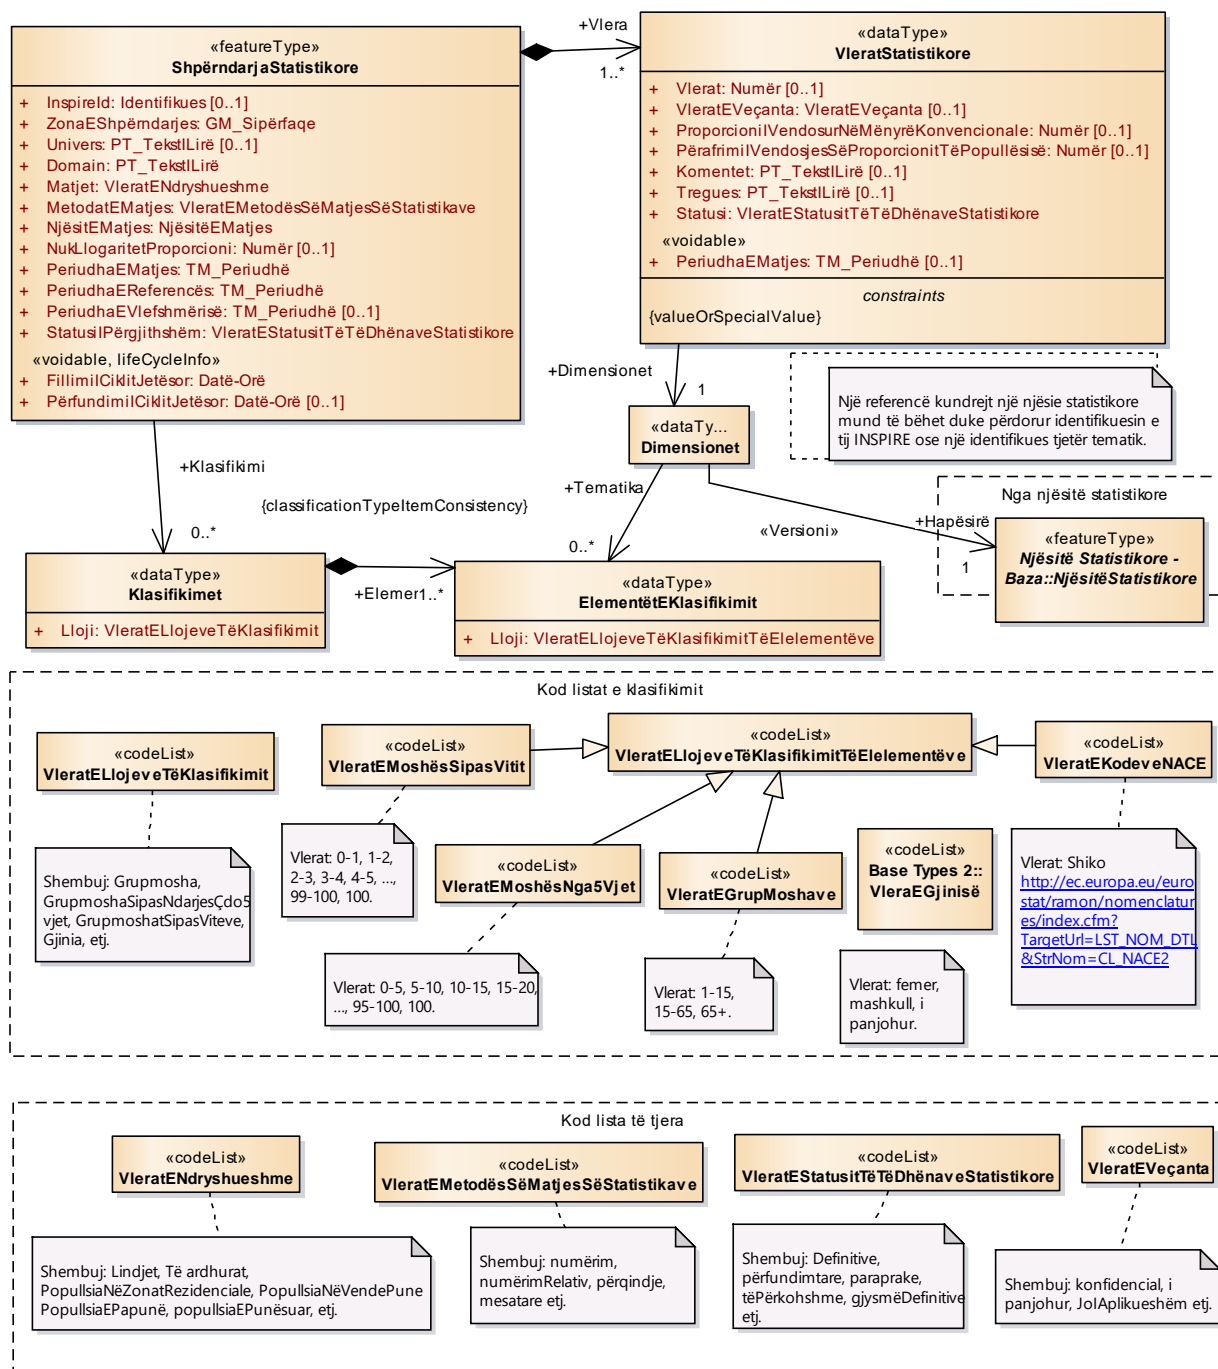 «featureType»
ShpërndarjaStatistikore
+ InspireId: Identifikues [0..1]
+ ZonaEShpërndarjes: GM_Sipërfaqe
+ Univers: PT_TekstILirë [0..1]
+ Domain: PT_TekstILirë
+ Matjet: VleratENdryshueshme
+ MetodatEMatjes: VleratEMetodësSëMatjesSëStatistikave
+ NjësitEMatjes: NjësitëEMatjes
+ NukLlogaritetProporcioni: Numër [0..1]
+ PeriudhaEMatjes: TM_Periudhë
+ PeriudhaEReferencës: TM_Periudhë
+ PeriudhaEVlefshmërisë: TM_Periudhë [0..1]
+ StatusiIPërgjithshëm: VleratEStatusitTëTëDhënaveStatistikore
«voidable, lifeCycleInfo»
+ FillimiICiklitJetësor: Datë-Orë
+ PërfundimiICiklitJetësor: Datë-Orë [0..1]
+Vlera
1..*
«dataType»
VleratStatistikore
+ Vlerat: Numër [0..1]
+ VleratEVeçanta: VleratEVeçanta [0..1]
+ ProporcioniIVendosurNëMënyrëKonvencionale: Numër [0..1]
+ PërafrimiIVendosjesSëProporcionitTëPopullësisë: Numër [0..1]
+ Komentet: PT_TekstILirë [0..1]
+ Tregues: PT_TekstILirë [0..1]
+ Statusi: VleratEStatusitTëTëDhënaveStatistikore
«voidable»
+ PeriudhaEMatjes: TM_Periudhë [0..1]
constraints
{valueOrSpecialValue}
+Dimensionet
1
Një referencë kundrejt një njësie statistikore
mund të bëhet duke përdorur identifikuesin e
tij INSPIRE ose një identifikues tjetër tematik.
«dataTy...
Dimensionet
+Klasifikimi
0..*
{classificationTypeItemConsistency}
+Tematika
0..*
«Versioni»
+Hapësirë
1
Nga njësitë statistikore
«featureType»
Njësitë Statistikore -
Baza::NjësitëStatistikore
«dataType»
Klasifikimet
+ Lloji: VleratELlojeveTëKlasifikimit
+Elemer1..*
«dataType»
ElementëtEKlasifikimit
+ Lloji: VleratELlojeveTëKlasifikimitTëElelementëve
Kod listat e klasifikimit
«codeList»
VleratELlojeveTëKlasifikimit
«codeList»
VleratEMoshësSipasVitit
«codeList»
VleratELlojeveTëKlasifikimitTëElelementëve
«codeList»
VleratEKodeveNACE
Shembuj: Grupmosha,
GrupmoshaSipasNdarjesÇdo5
vjet, GrupmoshatSipasViteve,
Gjinia, etj.
Vlerat: 0-1, 1-2,
2-3, 3-4, 4-5, ...,
99-100, 100.
«codeList»
VleratEMoshësNga5Vjet
«codeList»
VleratEGrupMoshave
«codeList»
Base Types 2::
VleraEGjinisë
Vlerat: Shiko
http://ec.europa.eu/euro
stat/ramon/nomenclatur
es/index.cfm?
TargetUrl=LST_NOM_DTL
&StrNom=CL_NACE2
Vlerat: 0-5, 5-10, 10-15, 15-20,
..., 95-100, 100.
Vlerat: 1-15,
15-65, 65+.
Vlerat: femer,
mashkull, i
panjohur.
Kod lista të tjera
«codeList»
VleratENdryshueshme
«codeList»
VleratEMetodësSëMatjesSëStatistikave
«codeList»
VleratEStatusitTëTëDhënaveStatistikore
«codeList»
VleratEVeçanta
Shembuj: Lindjet, Të ardhurat,
PopullsiaNëZonatRezidenciale, PopullsiaNëVendePune
PopullsiaEPapunë, popullsiaEPunësuar, etj.
Shembuj: numërim,
numërimRelativ, përqindje,
mesatare etj.
Shembuj: Definitive,
përfundimtare, paraprake,
tëPërkohshme, gjysmëDefinitive
etj.
Shembuj: konfidencial, i
panjohur, JoIAplikueshëm etj.